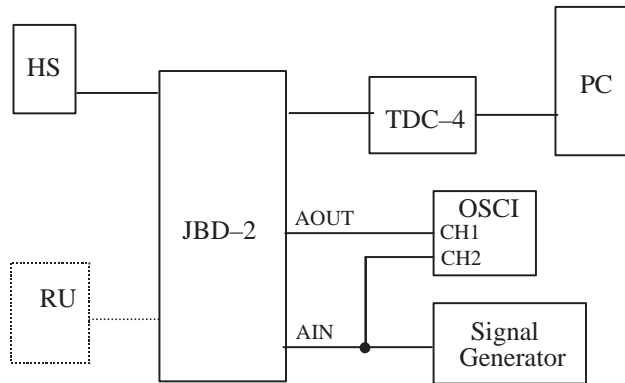 HS
PC
TDC–4
JBD–2
AOUT
OSCI
CH1
CH2
RU
AIN
Signal
Generator